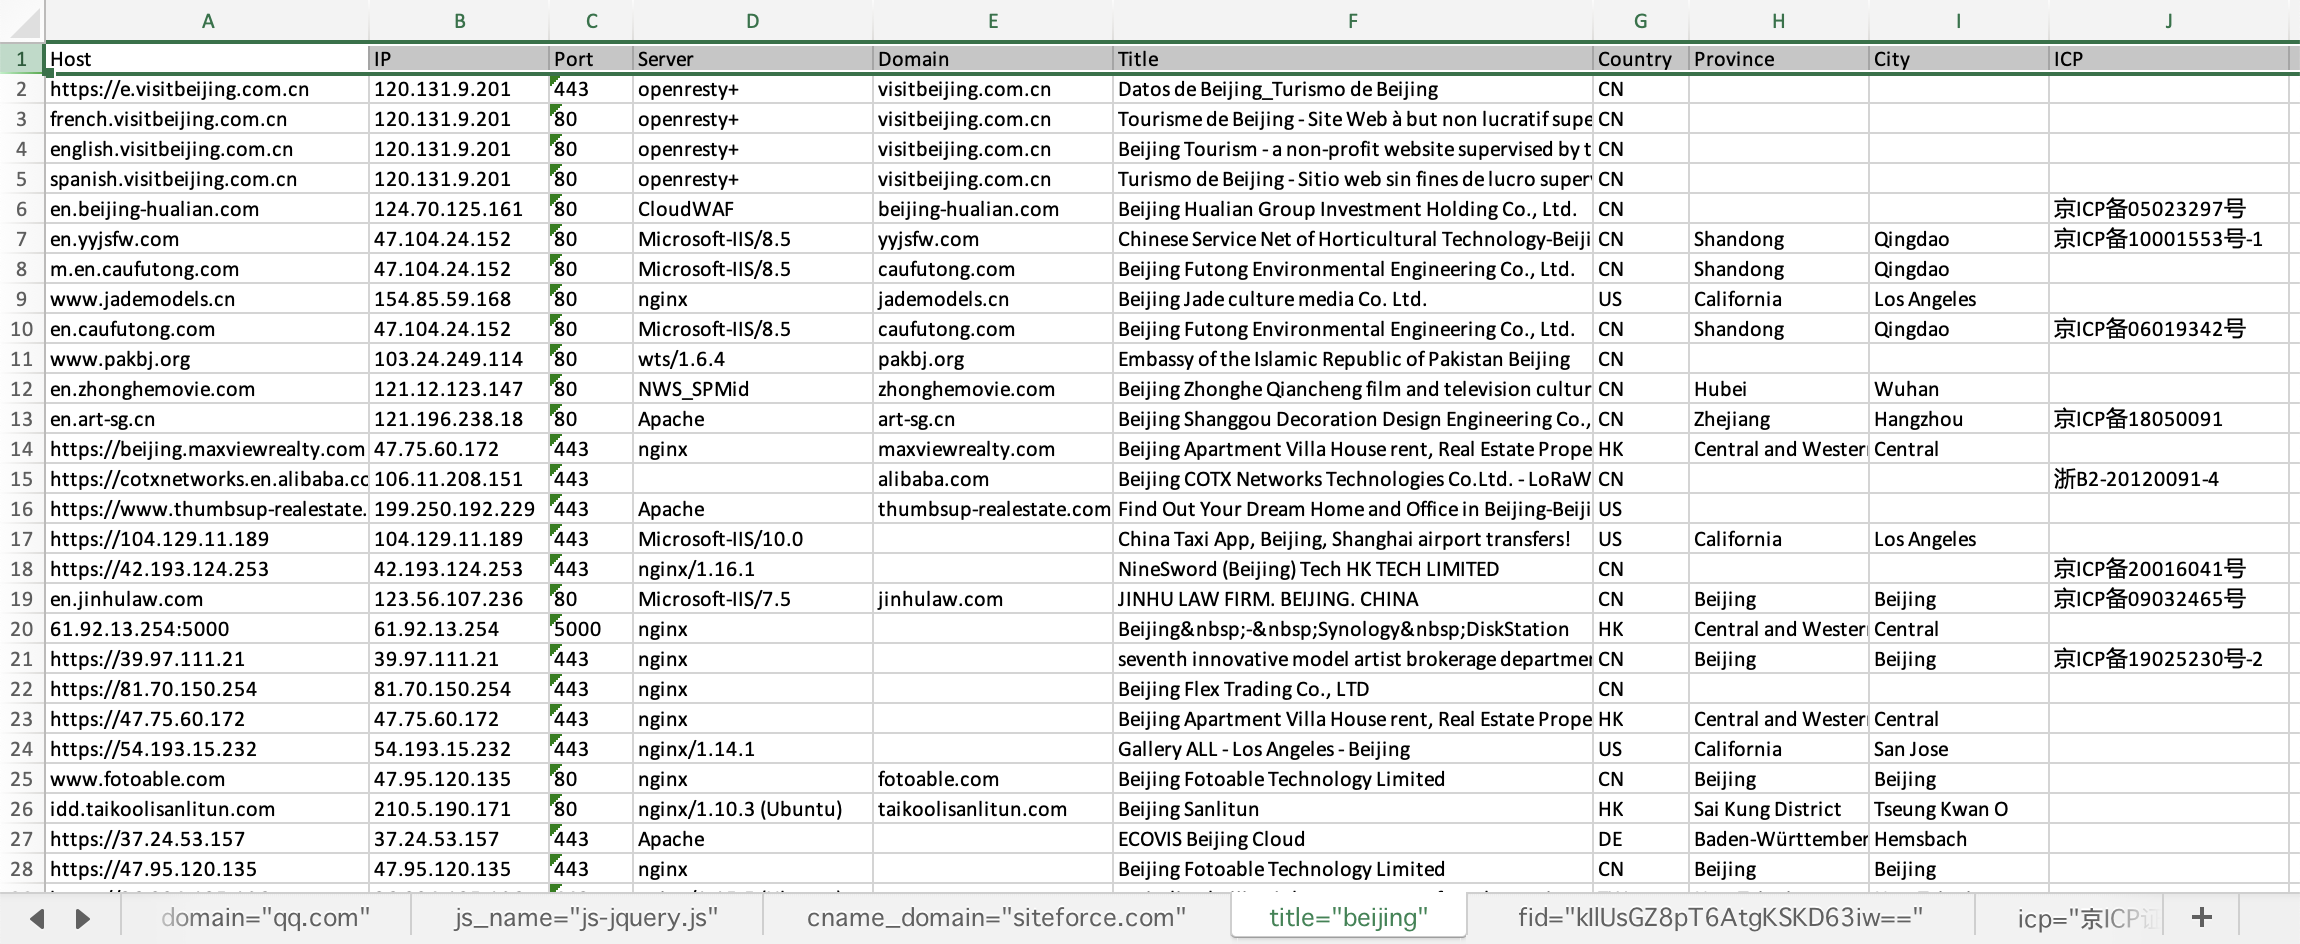 A B C D E F G H I J
1 Host IP Port Server Domain Title Country Province City ICP
2 https://e.visitbeijing.com.cn 120.131.9.201 443 openresty+ visitbeijing.com.cn Datos de Beijing_Turismo de Beijing CN
3 french.visitbeijing.com.cn 120.131.9.201 80 openresty+ visitbeijing.com.cn Tourisme de Beijing - Site Web à but non lucratif supe CN
4 english.visitbeijing.com.cn 120.131.9.201 80 openresty+ visitbeijing.com.cn Beijing Tourism - a non-profit website supervised by t CN
5 spanish.visitbeijing.com.cn 120.131.9.201 80 openresty+ visitbeijing.com.cn Turismo de Beijing - Sitio web sin fines de lucro super CN
6 en.beijing-hualian.com 124.70.125.161 80 CloudWAF beijing-hualian.com Beijing Hualian Group Investment Holding Co., Ltd. CN 京ICP备05023297号
7 en.yyjsfw.com 47.104.24.152 80 Microsoft-IIS/8.5 yyjsfw.com Chinese Service Net of Horticultural Technology-Beiji CN Shandong Qingdao 京ICP备10001553号-1
8 m.en.caufutong.com 47.104.24.152 80 Microsoft-IIS/8.5 caufutong.com Beijing Futong Environmental Engineering Co., Ltd. CN Shandong Qingdao
9 www.jademodels.cn 154.85.59.168 80 nginx jademodels.cn Beijing Jade culture media Co. Ltd. US California Los Angeles
10 en.caufutong.com 47.104.24.152 80 Microsoft-IIS/8.5 caufutong.com Beijing Futong Environmental Engineering Co., Ltd. CN Shandong Qingdao 京ICP备06019342号
11 www.pakbj.org 103.24.249.114 80 wts/1.6.4 pakbj.org Embassy of the Islamic Republic of Pakistan Beijing CN
12 en.zhonghemovie.com 121.12.123.147 80 NWS_SPMid zhonghemovie.com Beijing Zhonghe Qiancheng film and television cultur CN Hubei Wuhan
13 en.art-sg.cn 121.196.238.18 80 Apache art-sg.cn Beijing Shanggou Decoration Design Engineering Co., CN Zhejiang Hangzhou 京ICP备18050091
14 https://beijing.maxviewrealty.com 47.75.60.172 443 nginx maxviewrealty.com Beijing Apartment Villa House rent, Real Estate Prope HK Central and Wester Central
15 https://cotxnetworks.en.alibaba.cc 106.11.208.151 443 alibaba.com Beijing COTX Networks Technologies Co.Ltd. - LoRaW CN 浙B2-20120091-4
16 https://www.thumbsup-realestate. 199.250.192.229 443 Apache thumbsup-realestate.com Find Out Your Dream Home and Office in Beijing-Beiji US
17 https://104.129.11.189 104.129.11.189 443 Microsoft-IIS/10.0 China Taxi App, Beijing, Shanghai airport transfers! US California Los Angeles
18 https://42.193.124.253 42.193.124.253 443 nginx/1.16.1 NineSword (Beijing) Tech HK TECH LIMITED CN 京ICP备20016041号
19 en.jinhulaw.com 123.56.107.236 80 Microsoft-IIS/7.5 jinhulaw.com JINHU LAW FIRM. BEIJING. CHINA CN Beijing Beijing 京ICP备09032465号
20 61.92.13.254:5000 61.92.13.254 5000 nginx Beijing&nbsp;-&nbsp;Synology&nbsp;DiskStation HK Central and Wester Central
21 https://39.97.111.21 39.97.111.21 443 nginx seventh innovative model artist brokerage departmer CN Beijing Beijing 京ICP备19025230号-2
22 https://81.70.150.254 81.70.150.254 443 nginx Beijing Flex Trading Co., LTD CN
23 https://47.75.60.172 47.75.60.172 443 nginx Beijing Apartment Villa House rent, Real Estate Prope HK Central and Wester Central
24 https://54.193.15.232 54.193.15.232 443 nginx/1.14.1 Gallery ALL - Los Angeles - Beijing US California San Jose
25 www.fotoable.com 47.95.120.135 80 nginx fotoable.com Beijing Fotoable Technology Limited CN Beijing Beijing
26 idd.taikoolisanlitun.com 210.5.190.171 80 nginx/1.10.3 (Ubuntu) taikoolisanlitun.com Beijing Sanlitun HK Sai Kung District Tseung Kwan O
27 https://37.24.53.157 37.24.53.157 443 Apache ECOVIS Beijing Cloud DE Baden-Württember Hemsbach
28 https://47.95.120.135 47.95.120.135 443 nginx Beijing Fotoable Technology Limited CN Beijing Beijing
domain="qq.com" js_name="js-jquery.js" cname_domain="siteforce.com" title="beijing" fid="kIlUsGZ8pT6AtgKSKD63iw==" icp="京ICP证 +